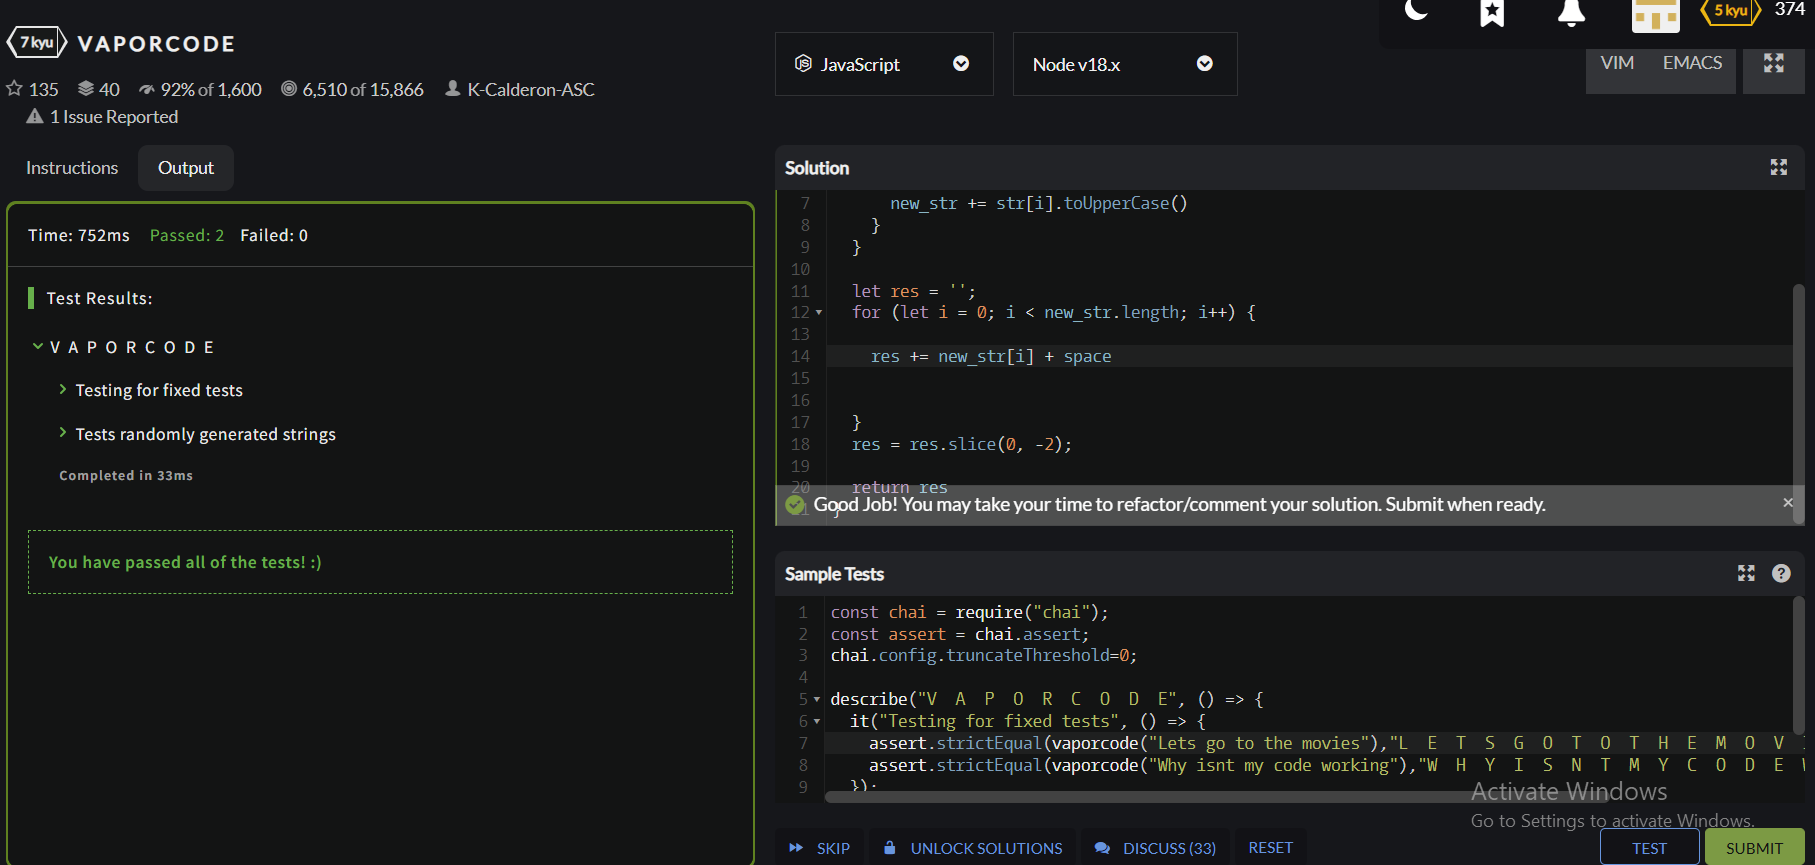 7 kyu VAPORCODE
135 40 92% of 1,600 6,510 of 15,866 K-Calderon-ASC
1 Issue Reported
Instructions Output
Time: 752ms Passed: 2 Failed: 0
Test Results:
V A P O R C O D E
Testing for fixed tests
Tests randomly generated strings
Completed in 33ms
You have passed all of the tests! :)
5 kyu 374
JS JavaScript Node v18.x VIM EMACS
Solution
7 new_str += str[i].toUpperCase()
8 }
9 }
10
11 let res = '';
12 for (let i = 0; i < new_str.length; i++) {
13
14 res += new_str[i] + space
15
16
17 }
18 res = res.slice(0, -2);
19
20 return res
Good Job! You may take your time to refactor/comment your solution. Submit when ready.
Sample Tests
1 const chai = require("chai");
2 const assert = chai.assert;
3 chai.config.truncateThreshold=0;
4
5 describe("V A P O R C O D E", () => {
6 it("Testing for fixed tests", () => {
7 assert.strictEqual(vaporcode("Lets go to the movies"),"L E T S G O T O T H E M O V
8 assert.strictEqual(vaporcode("Why isnt my code working"),"W H Y I S N T M Y C O D E
9 });
Activate Windows
Go to Settings to activate Windows.
SKIP UNLOCK SOLUTIONS DISCUSS (33) RESET TEST SUBMIT